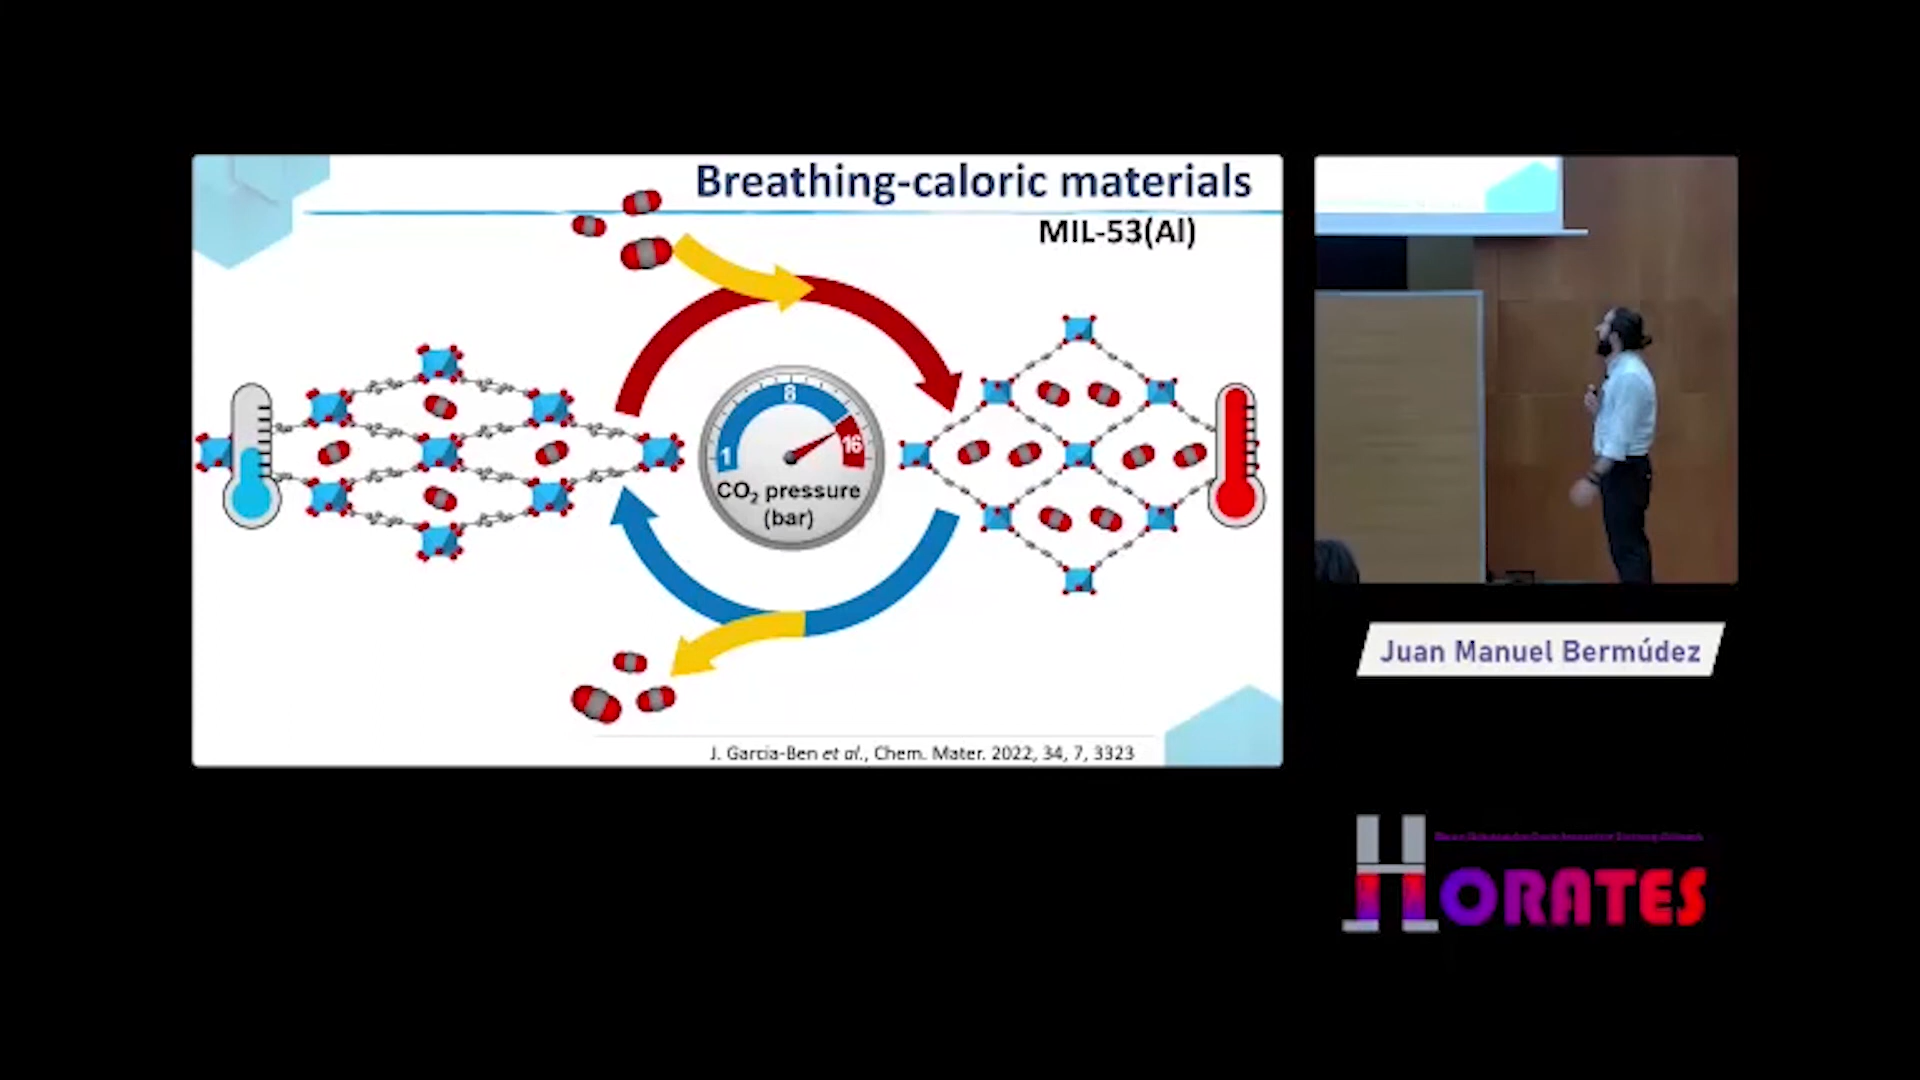 Breathing-caloric materials
MIL-53(Al)
1
8
16
CO₂ pressure
(bar)
J. Garcia-Ben et al., Chem. Mater. 2022, 34, 7, 3323
Juan Manuel Bermúdez
HORATES